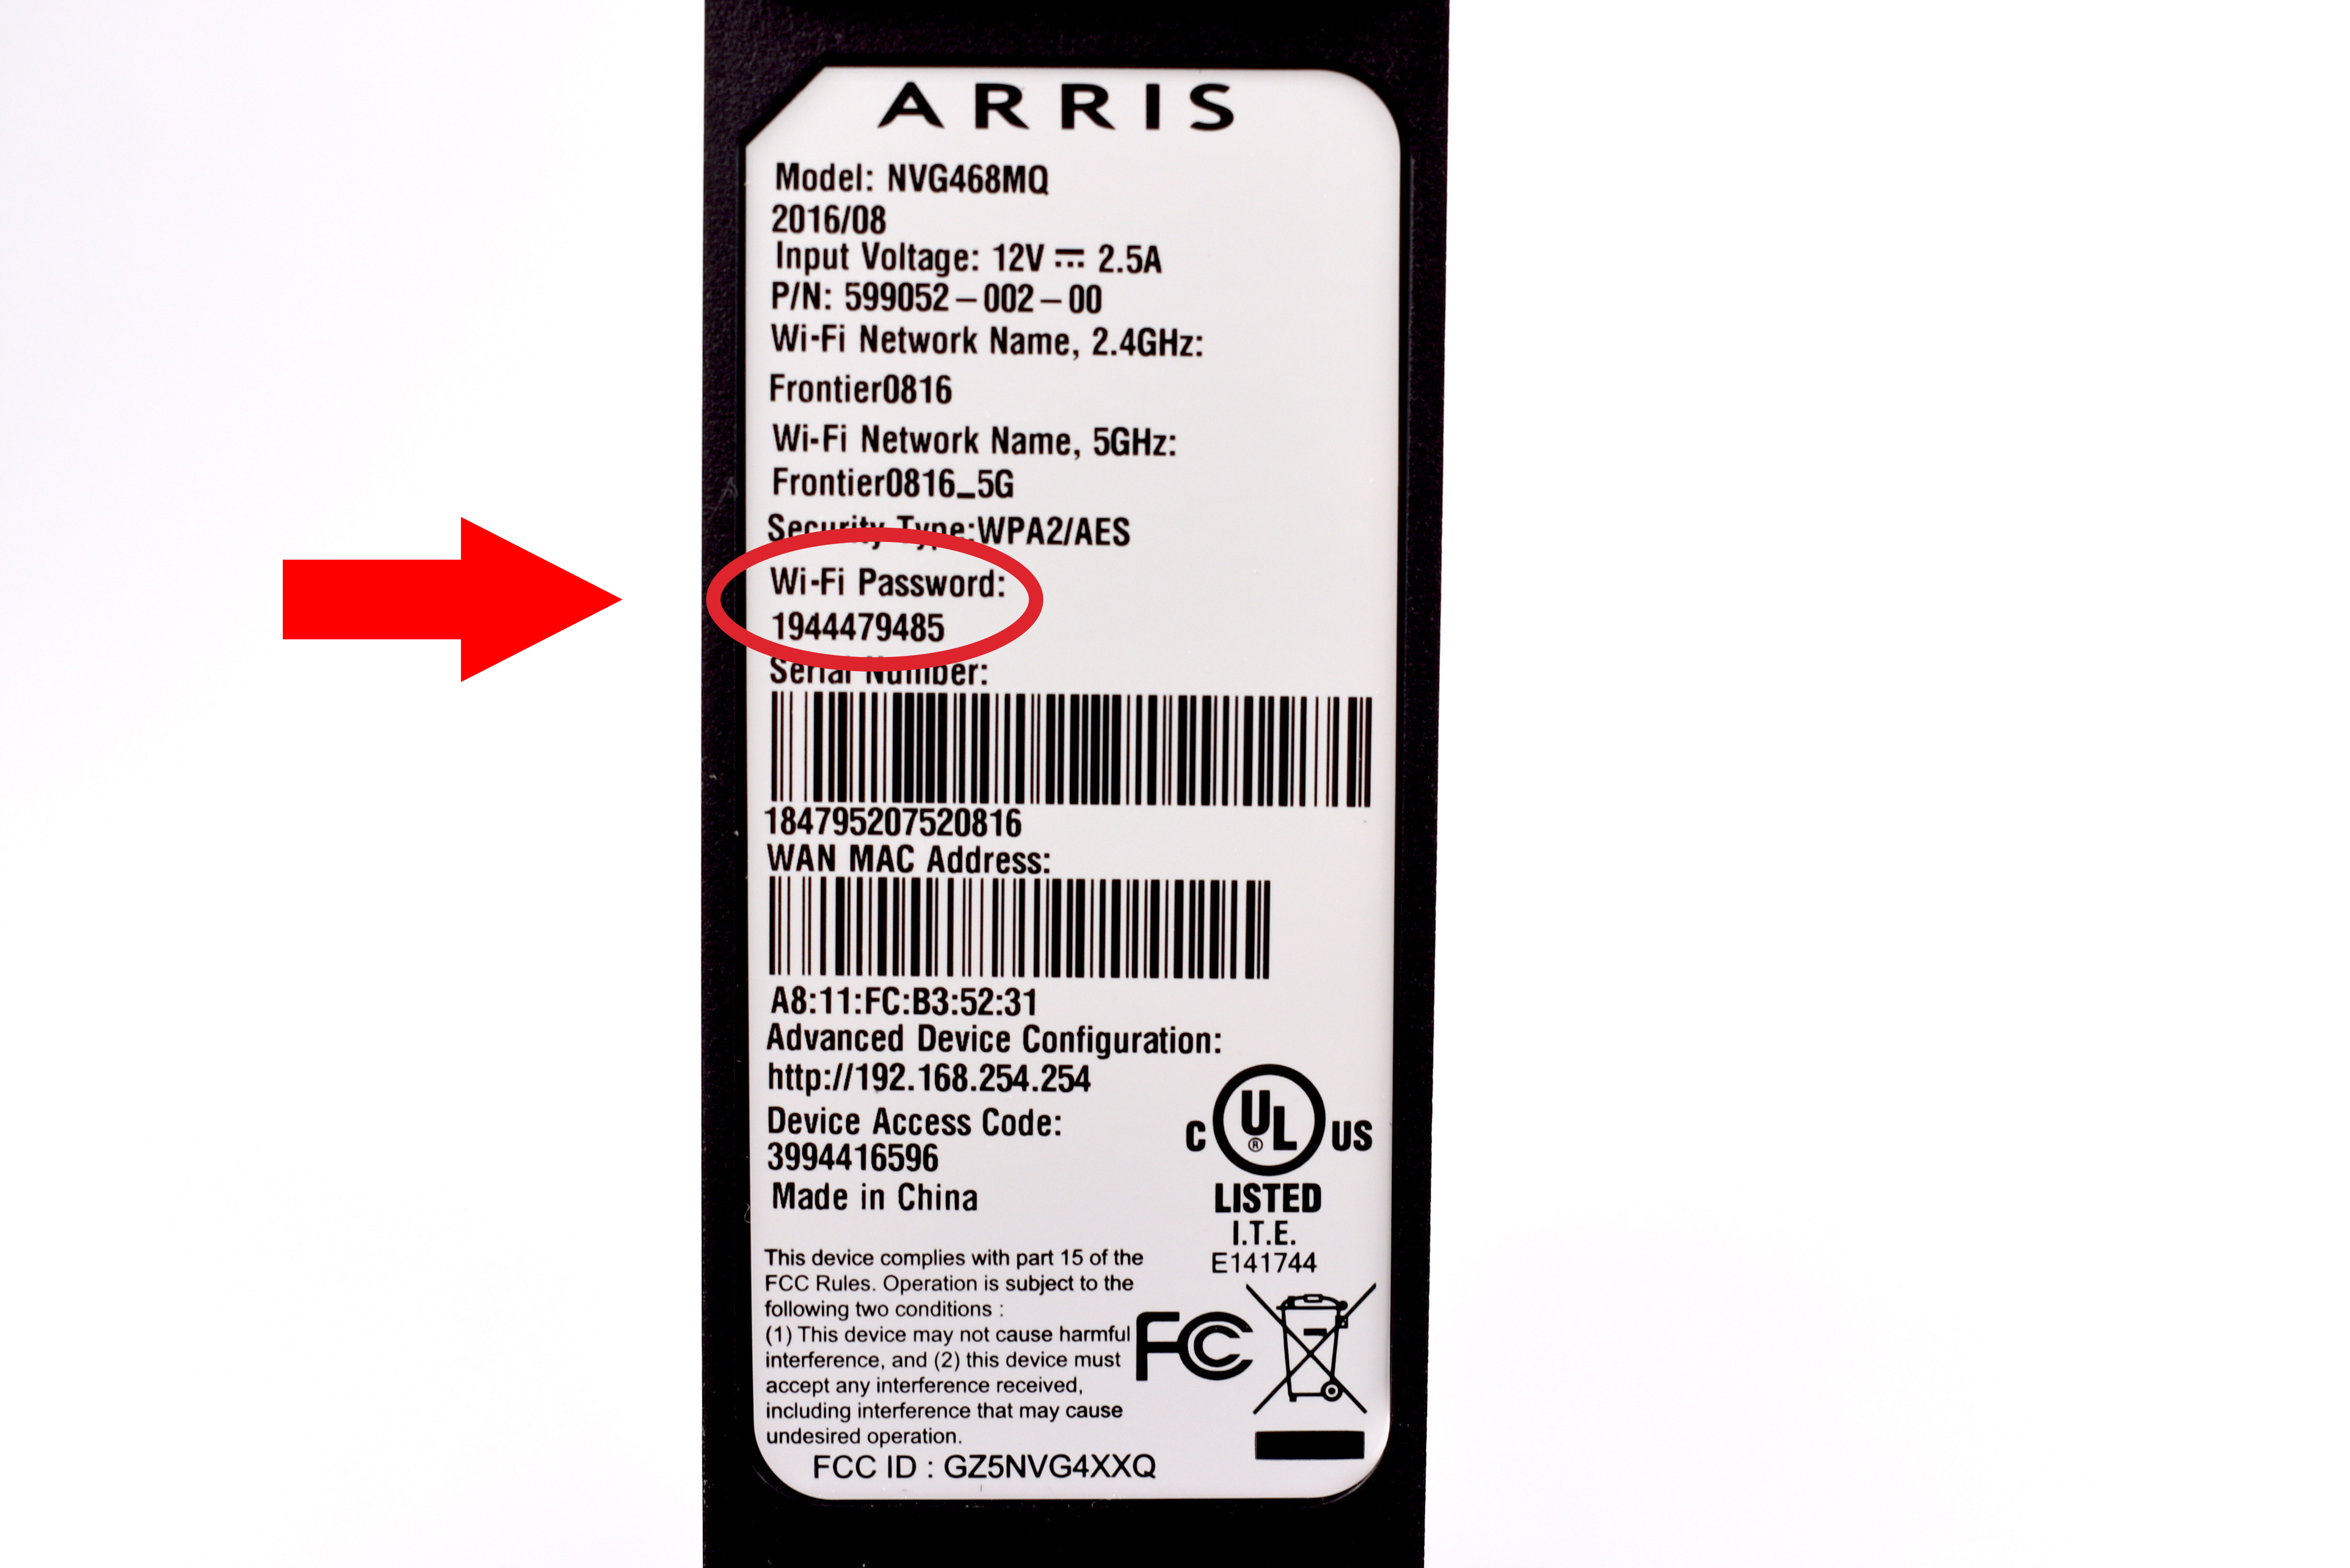 ARRIS
Model: NVG468MQ
2016/08
Input Voltage: 12V ⎓ 2.5A
P/N: 599052-002-00
Wi-Fi Network Name, 2.4GHz:
Frontier0816
Wi-Fi Network Name, 5GHz:
Frontier0816_5G
Security Type:WPA2/AES
Wi-Fi Password:
1944479485
Serial Number:
184795207520816
WAN MAC Address:
A8:11:FC:B3:52:31
Advanced Device Configuration:
http://192.168.254.254
Device Access Code:
3994416596
Made in China
C UL ® US
LISTED
I.T.E.
E141744
This device complies with part 15 of the
FCC Rules. Operation is subject to the
following two conditions :
(1) This device may not cause harmful
interference, and (2) this device must
accept any interference received,
including interference that may cause
undesired operation.
FC
FCC ID : GZ5NVG4XXQ